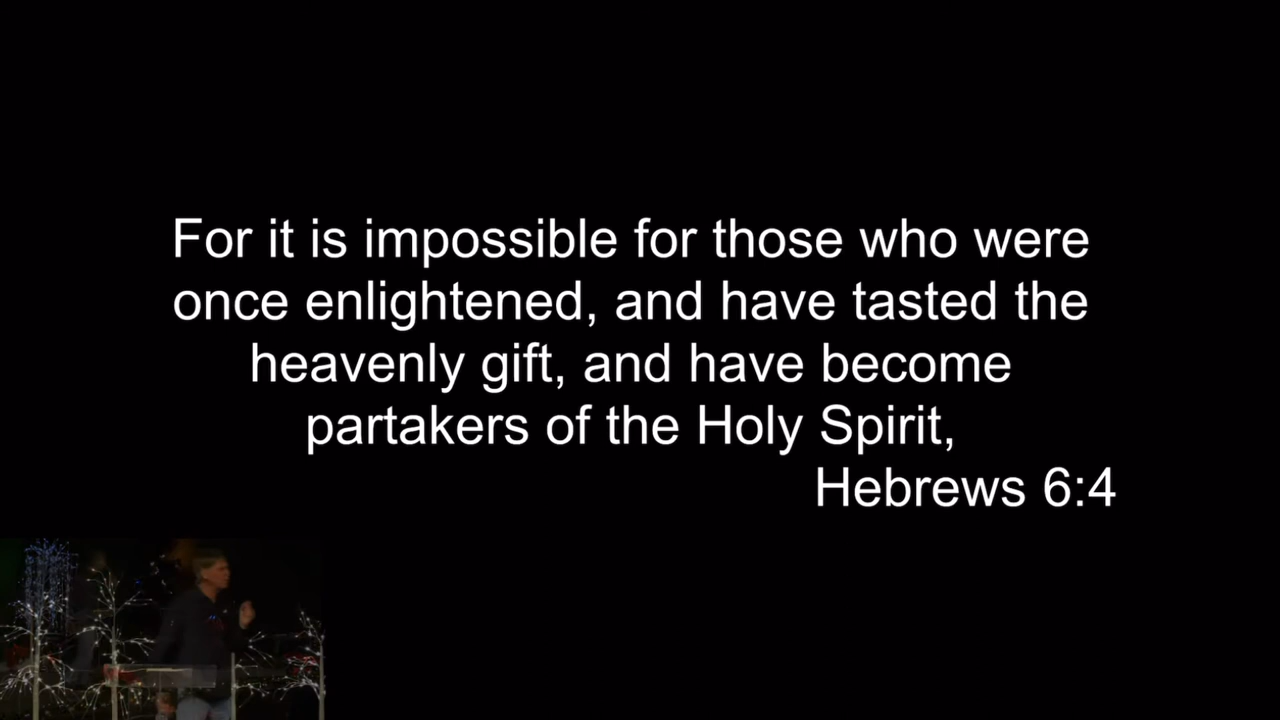 For it is impossible for those who were
once enlightened, and have tasted the
heavenly gift, and have become
partakers of the Holy Spirit,
Hebrews 6:4